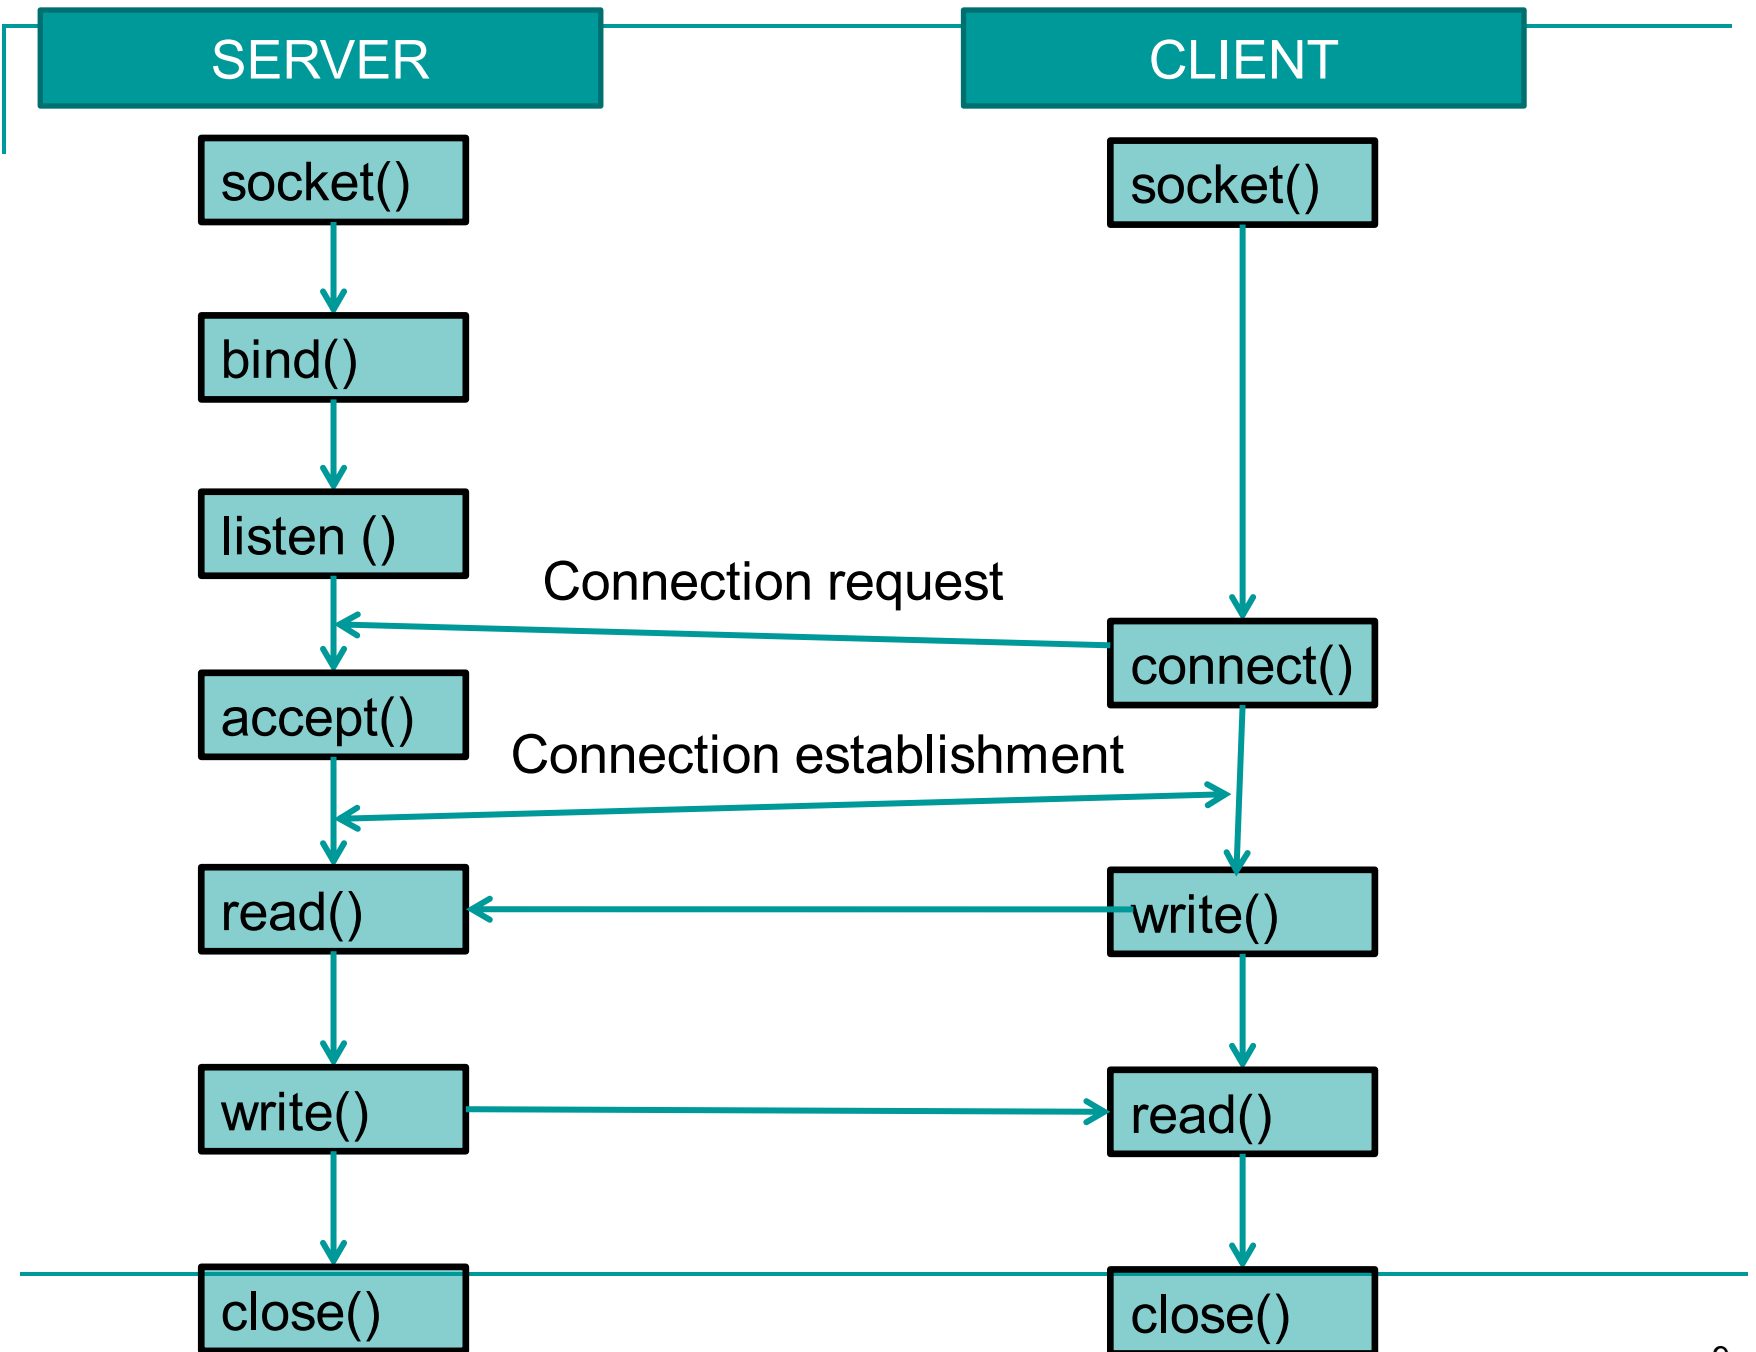 SERVER
CLIENT
socket()
socket()
bind()
listen ()
Connection request
connect()
accept()
Connection establishment
read()
write()
write()
read()
close()
close()